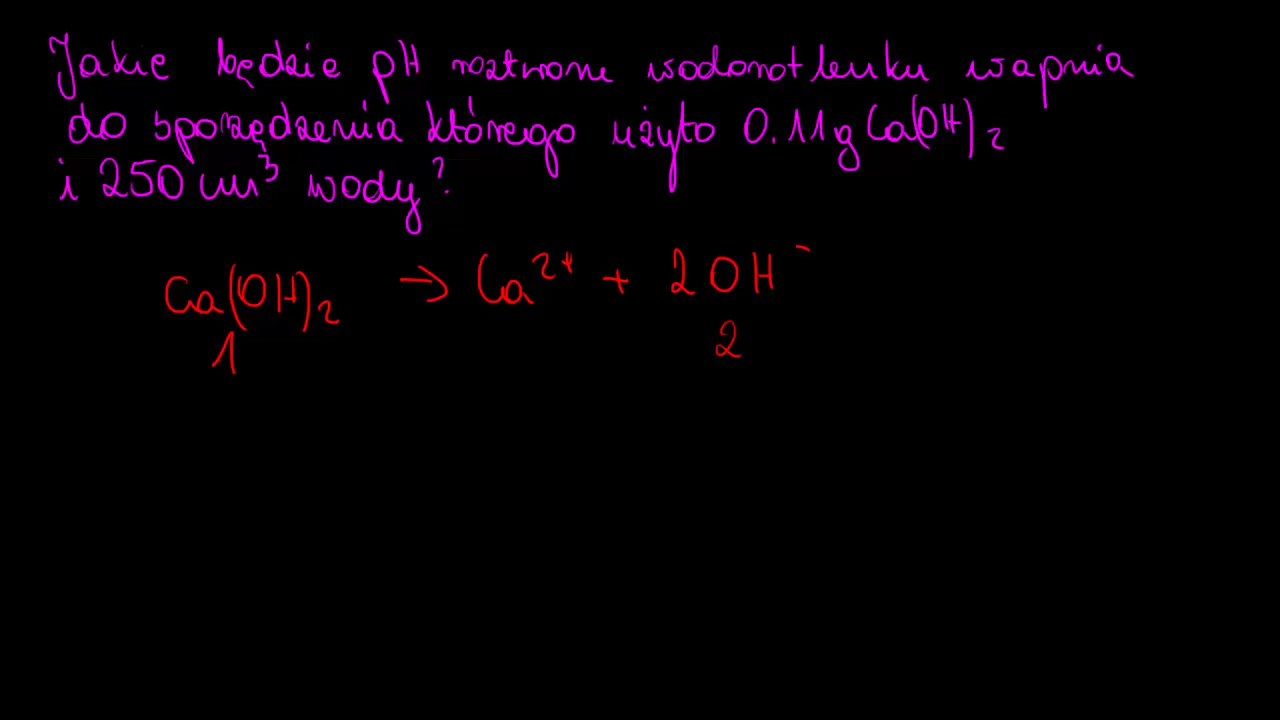 Jakie będzie pH roztworu wodorotlenku wapnia
do sporządzenia którego użyto 0.11g Ca(OH)₂
i 250 cm³ wody?
Ca(OH)₂ → Ca²⁺ + 2OH⁻
1 2